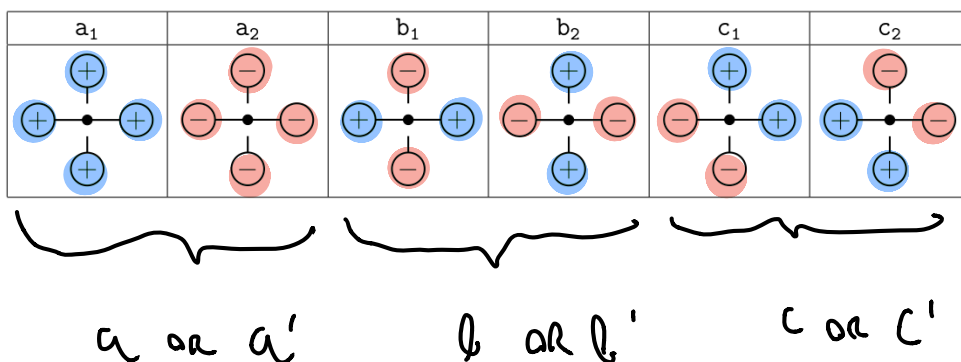 a₁ a₂ b₁ b₂ c₁ c₂
+ − − + + −
+ + − − + + − − − + + −
+ − − + − +
a OR a' b OR b' c OR c'